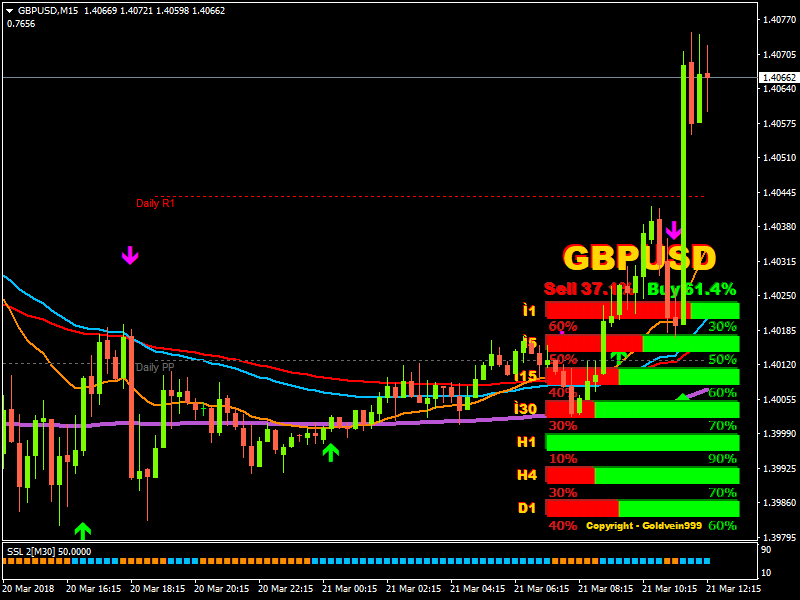 GBPUSD,M15 1.40669 1.40721 1.40598 1.40662
0.7656
1.40770
1.40705
1.40662
1.40640
1.40575
1.40510
1.40445
1.40380
1.40315
1.40250
1.40185
1.40120
1.40055
1.39990
1.39925
1.39860
1.39795
Daily R1
Daily PP
GBPUSD
Buy 61.4%
Ì1
60% 30%
50% 50%
Ì15
40% 60%
Ì30
30% 70%
H1
10% 90%
H4
30% 70%
D1
40% Copyright - Goldvein999 60%
SSL 2[M30] 50.0000
90
10
20 Mar 2018 20 Mar 16:15 20 Mar 18:15 20 Mar 20:15 20 Mar 22:15 21 Mar 00:15 21 Mar 02:15 21 Mar 04:15 21 Mar 06:15 21 Mar 08:15 21 Mar 10:15 21 Mar 12:15